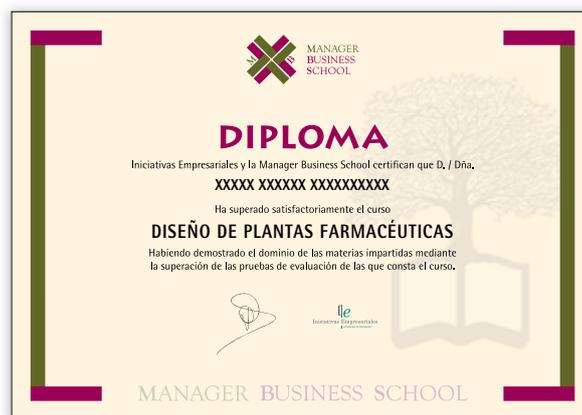 M B
MANAGER
BUSINESS
SCHOOL
DIPLOMA
Iniciativas Empresariales y la Manager Business School certifican que D. / Dña.
XXXXX XXXXXX XXXXXXXXXX
Ha superado satisfactoriamente el curso
DISEÑO DE PLANTAS FARMACÉUTICAS
Habiendo demostrado el dominio de las materias impartidas mediante
la superación de las pruebas de evaluación de las que consta el curso.
Iniciativas Empresariales
MANAGER BUSINESS SCHOOL